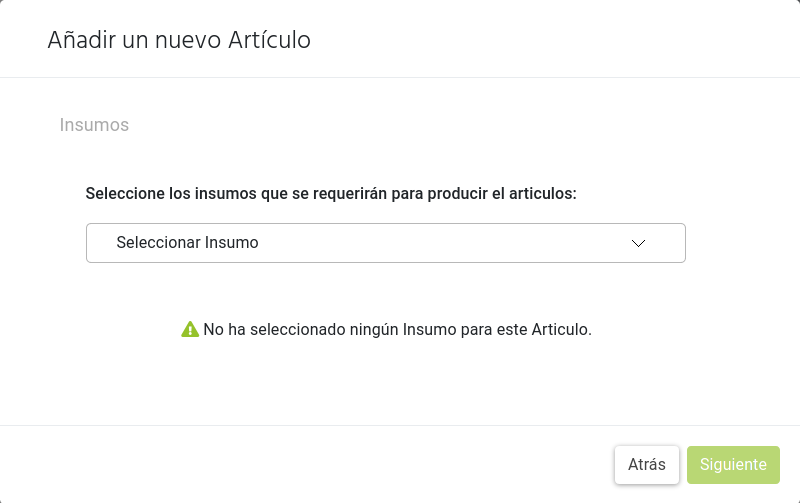 Añadir un nuevo Artículo
Insumos
Seleccione los insumos que se requerirán para producir el articulos:
Seleccionar Insumo
No ha seleccionado ningún Insumo para este Articulo.
Atrás
Siguiente